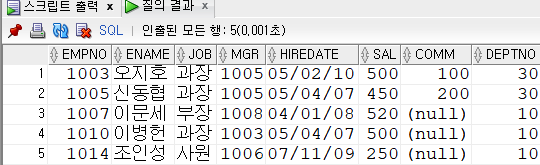 스크립트 출력 × 질의 결과 ×
SQL | 인출된 모든 행: 5(0,001초)
EMPNO ENAME JOB MGR HIREDATE SAL COMM DEPTNO
1 1003 오지호 과장 1005 05/02/10 500 100 30
2 1005 신동협 과장 1005 05/04/07 450 200 30
3 1007 이문세 부장 1008 04/01/08 520 (null) 10
4 1010 이병헌 과장 1003 05/04/07 500 (null) 10
5 1014 조인성 사원 1006 07/11/09 250 (null) 10